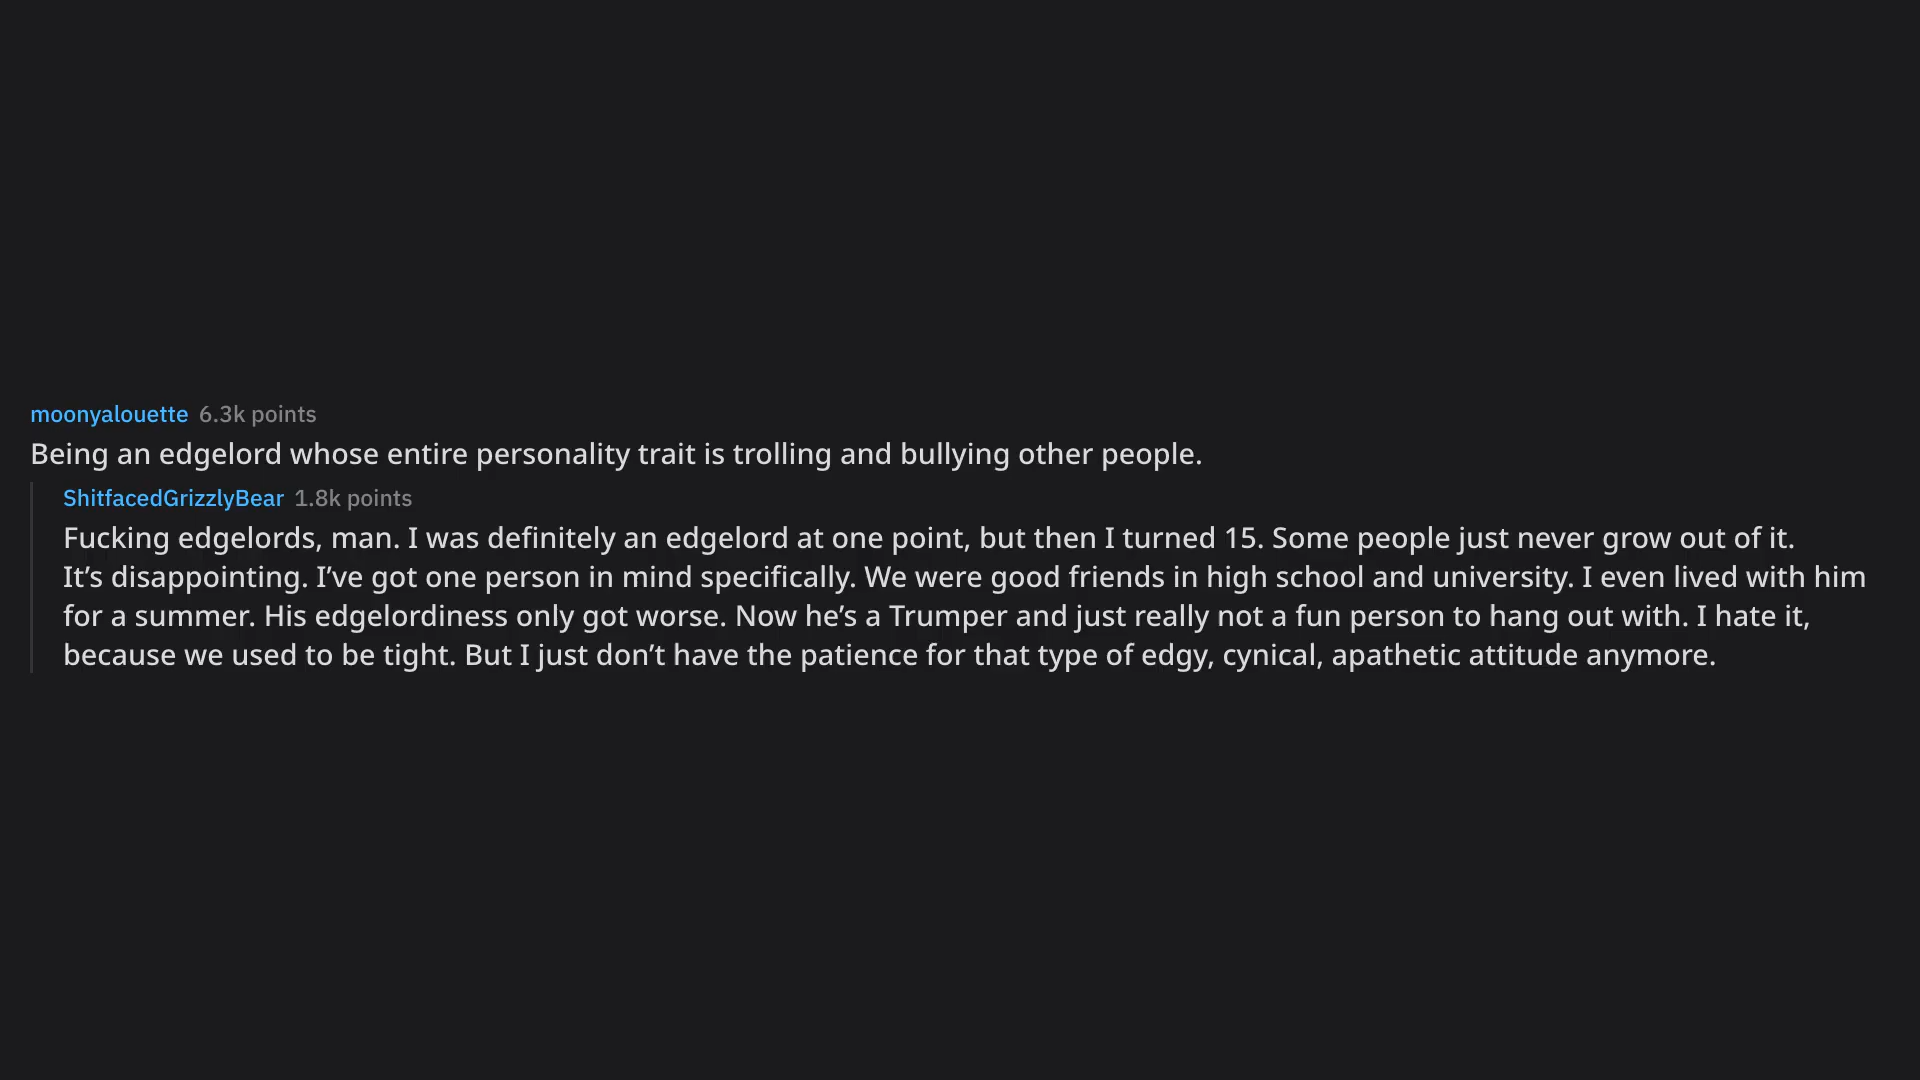 moonyalouette 6.3k points
Being an edgelord whose entire personality trait is trolling and bullying other people.
ShitfacedGrizzlyBear 1.8k points
Fucking edgelords, man. I was definitely an edgelord at one point, but then I turned 15. Some people just never grow out of it.
It’s disappointing. I’ve got one person in mind specifically. We were good friends in high school and university. I even lived with him
for a summer. His edgelordiness only got worse. Now he’s a Trumper and just really not a fun person to hang out with. I hate it,
because we used to be tight. But I just don’t have the patience for that type of edgy, cynical, apathetic attitude anymore.